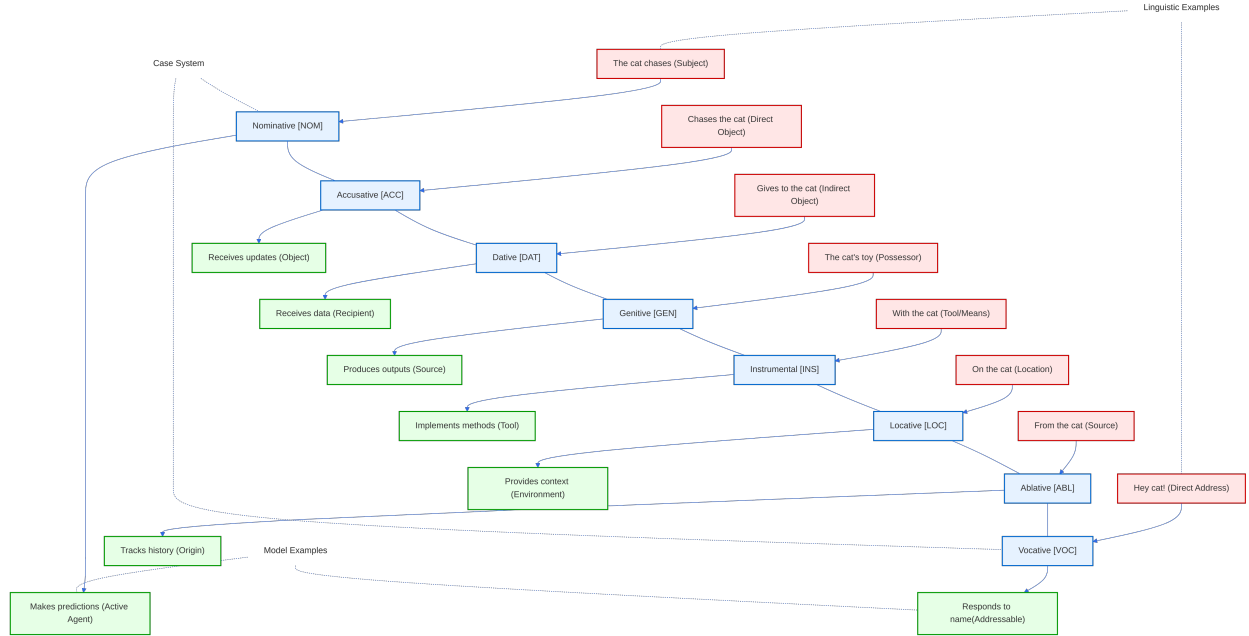 Linguistic Examples
The cat chases (Subject)
Case System
Chases the cat (Direct
Object)
Nominative [NOM]
Gives to the cat (Indirect
Object)
Accusative [ACC]
Receives updates (Object)
Dative [DAT]
The cat's toy (Possessor)
Receives data (Recipient)
Genitive [GEN]
With the cat (Tool/Means)
Produces outputs (Source)
Instrumental [INS]
On the cat (Location)
Implements methods (Tool)
Locative [LOC]
From the cat (Source)
Provides context
(Environment)
Ablative [ABL]
Hey cat! (Direct Address)
Tracks history (Origin)
Model Examples
Vocative [VOC]
Makes predictions (Active
Agent)
Responds to
name(Addressable)